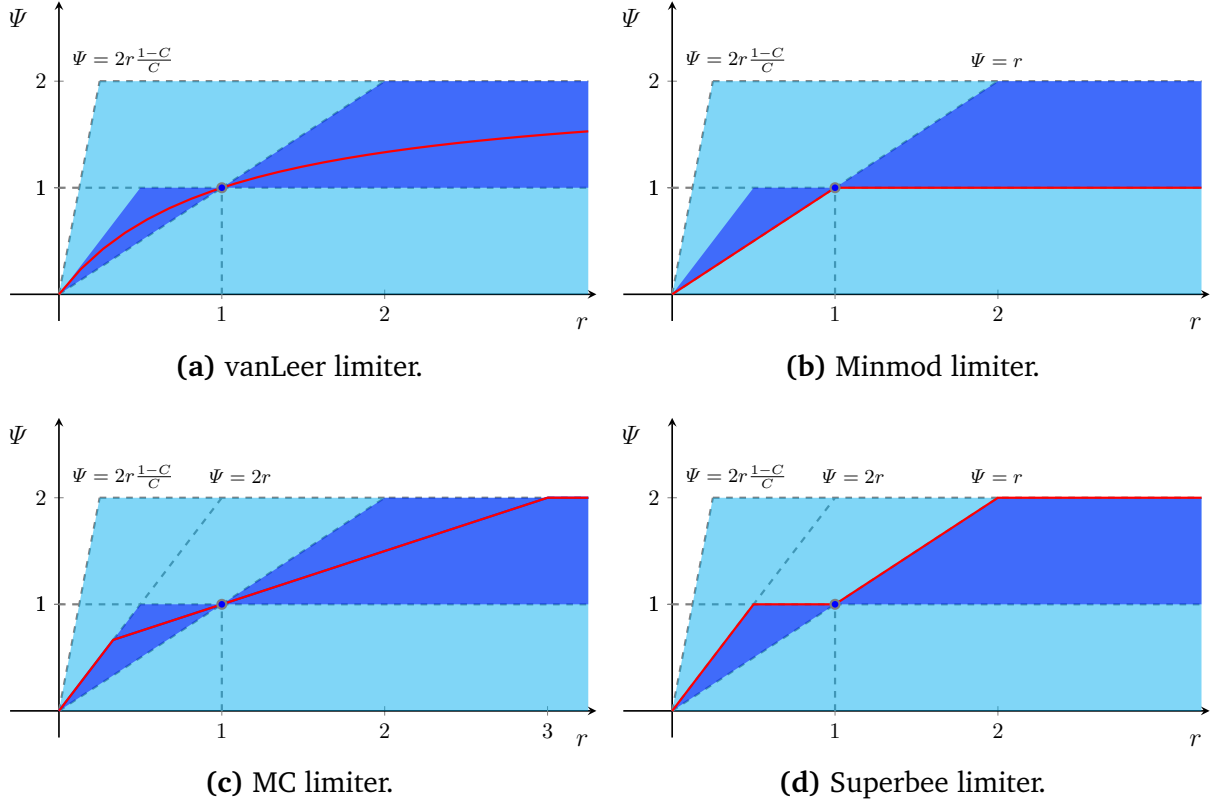 Ψ
Ψ = 2r 1−C/C
2
1
1
2
r
(a) vanLeer limiter.
Ψ
Ψ = 2r 1−C/C
Ψ = r
2
1
1
2
r
(b) Minmod limiter.
Ψ
Ψ = 2r 1−C/C
Ψ = 2r
2
1
1
2
3
r
(c) MC limiter.
Ψ
Ψ = 2r 1−C/C
Ψ = 2r
Ψ = r
2
1
1
2
r
(d) Superbee limiter.